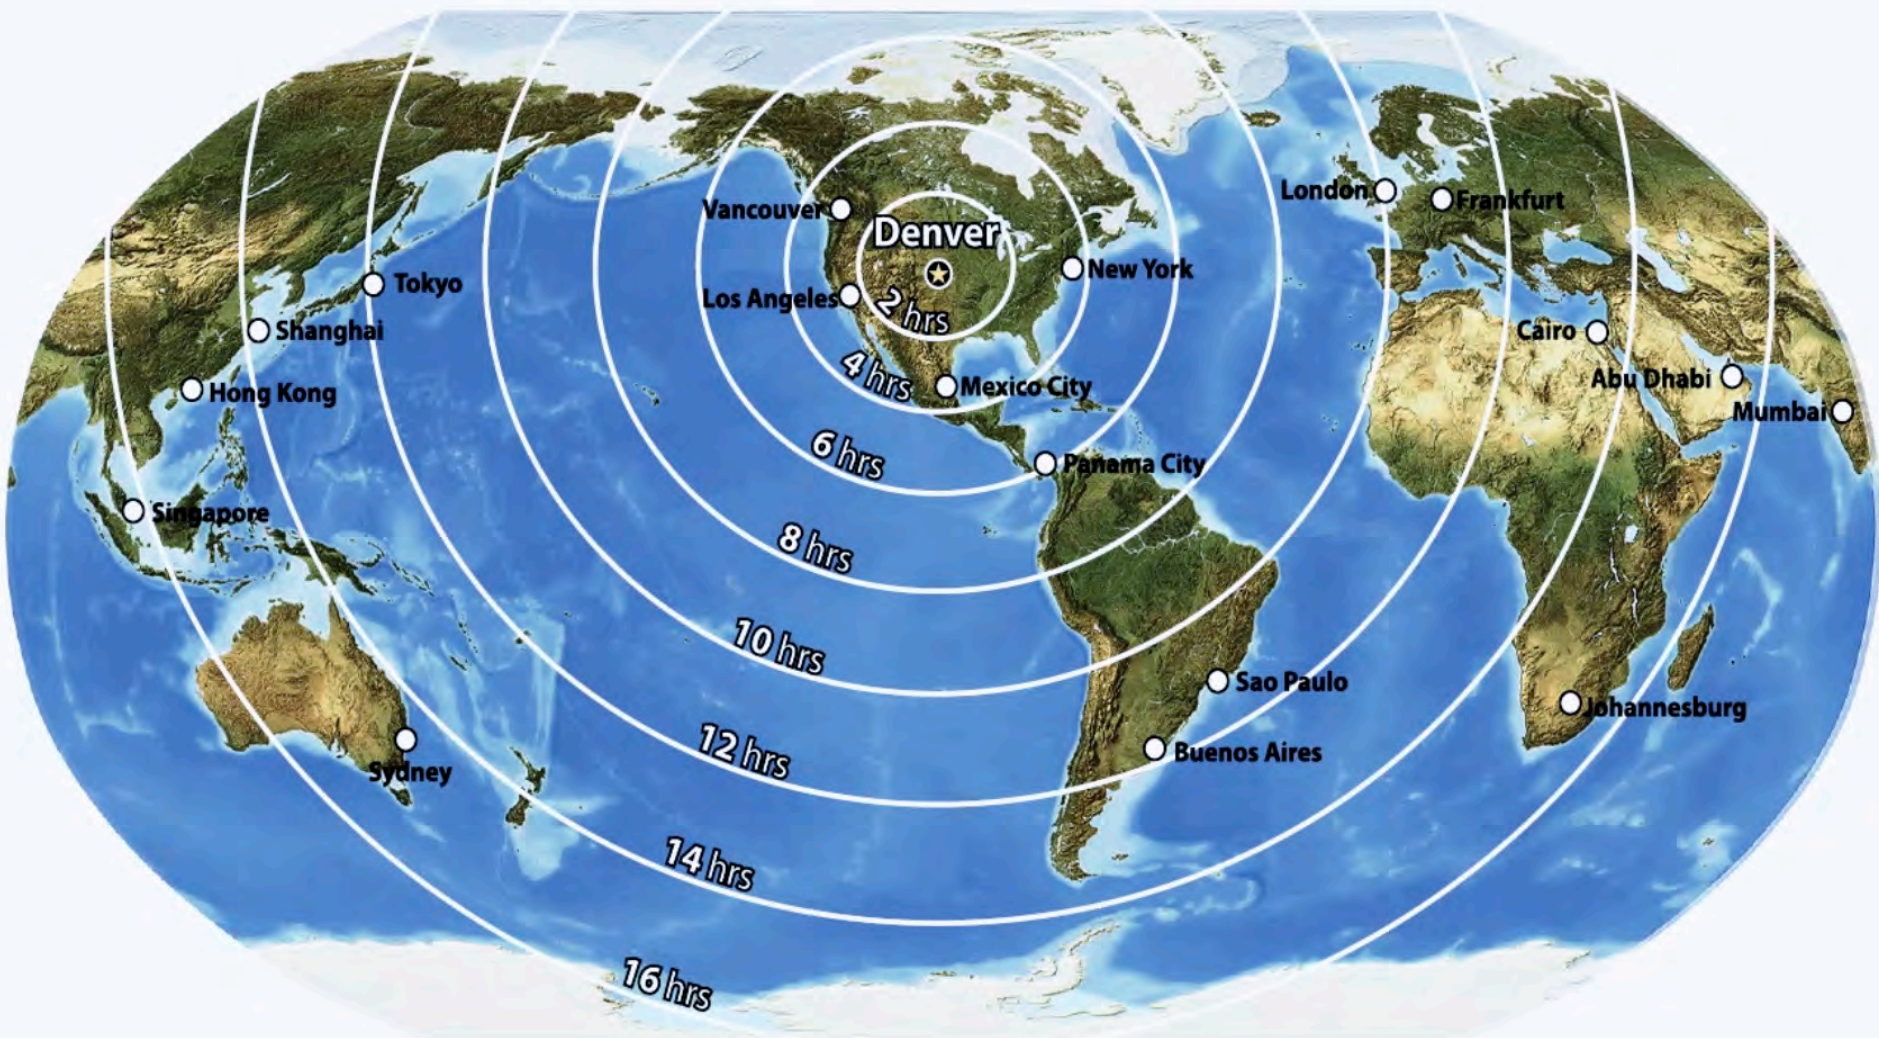 Vancouver
Denver
London
Frankfurt
New York
Tokyo
Los Angeles
2 hrs
Shanghai
Cairo
4 hrs
Mexico City
Abu Dhabi
Hong Kong
Mumbai
6 hrs
Panama City
Singapore
8 hrs
10 hrs
Sao Paulo
Johannesburg
12 hrs
Buenos Aires
Sydney
14 hrs
16 hrs